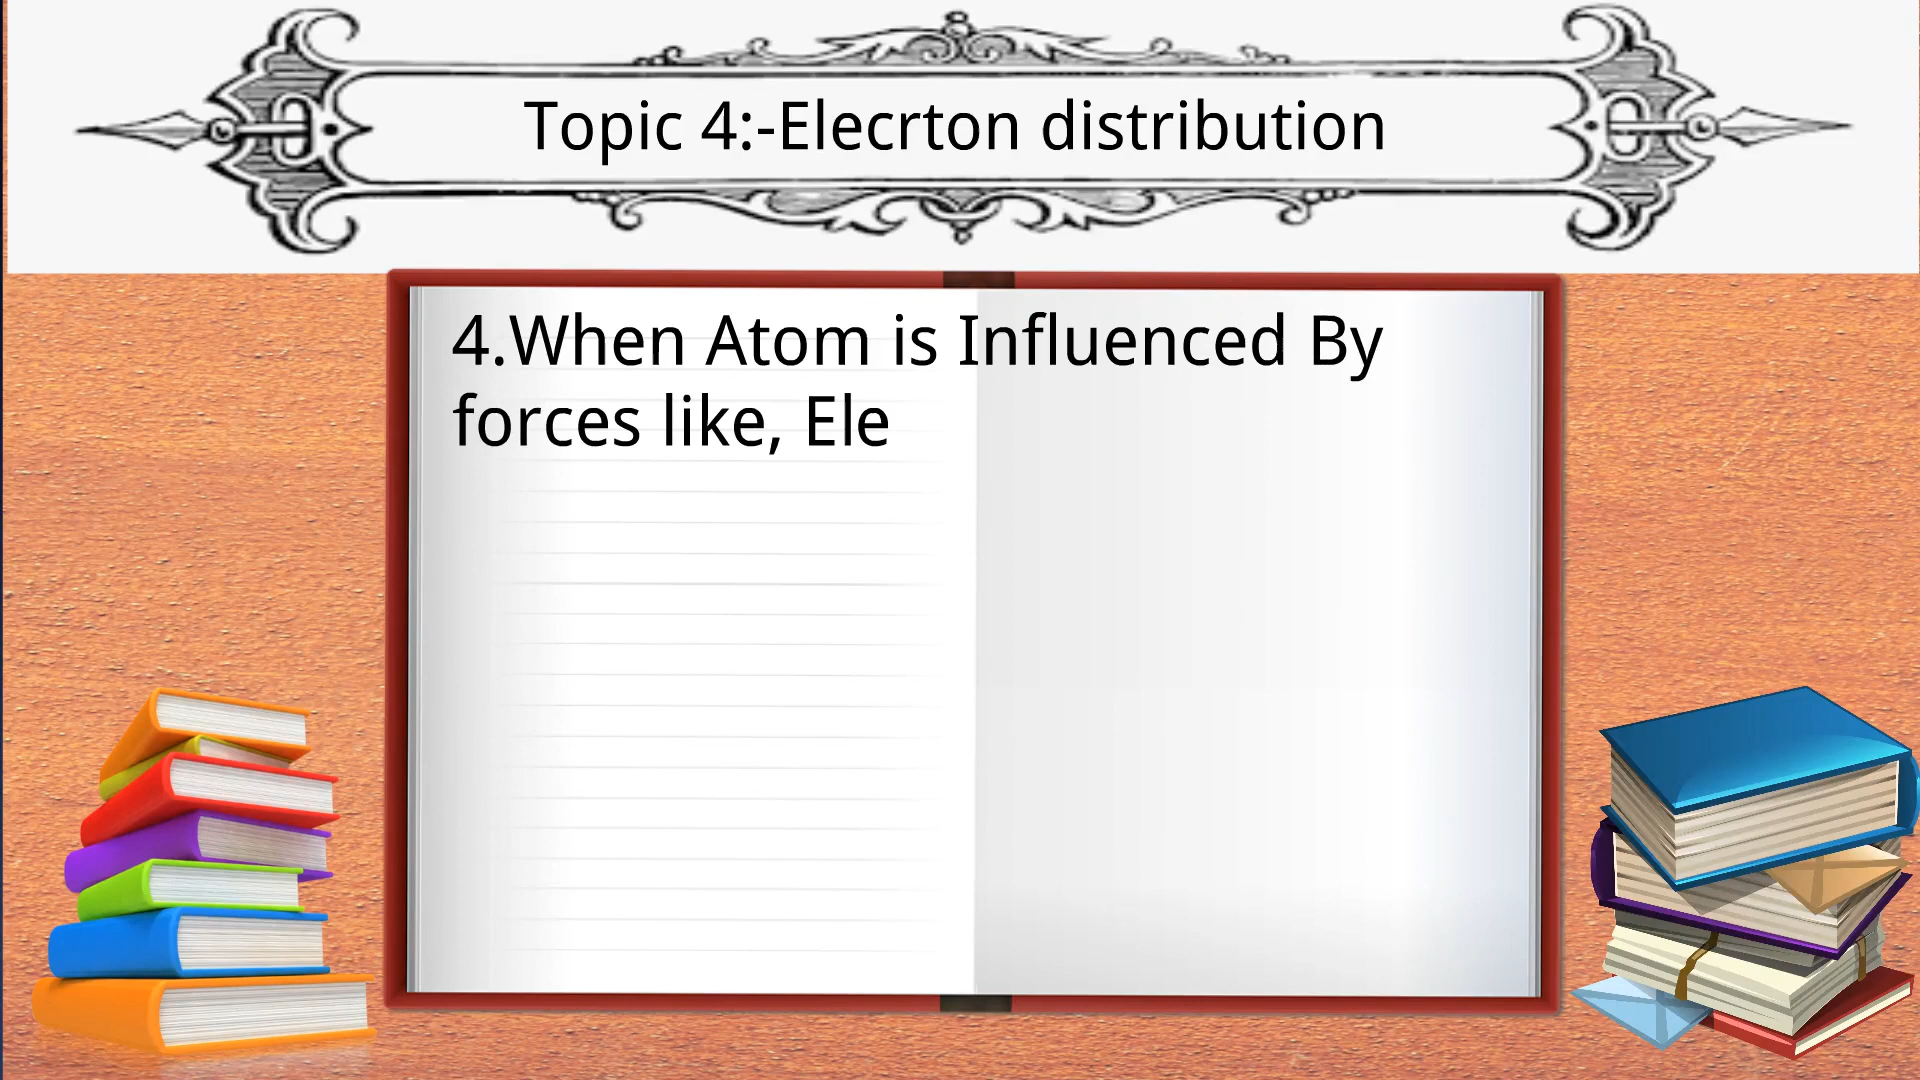 Topic 4:-Elecrton distribution
4.When Atom is Influenced By
forces like, Ele